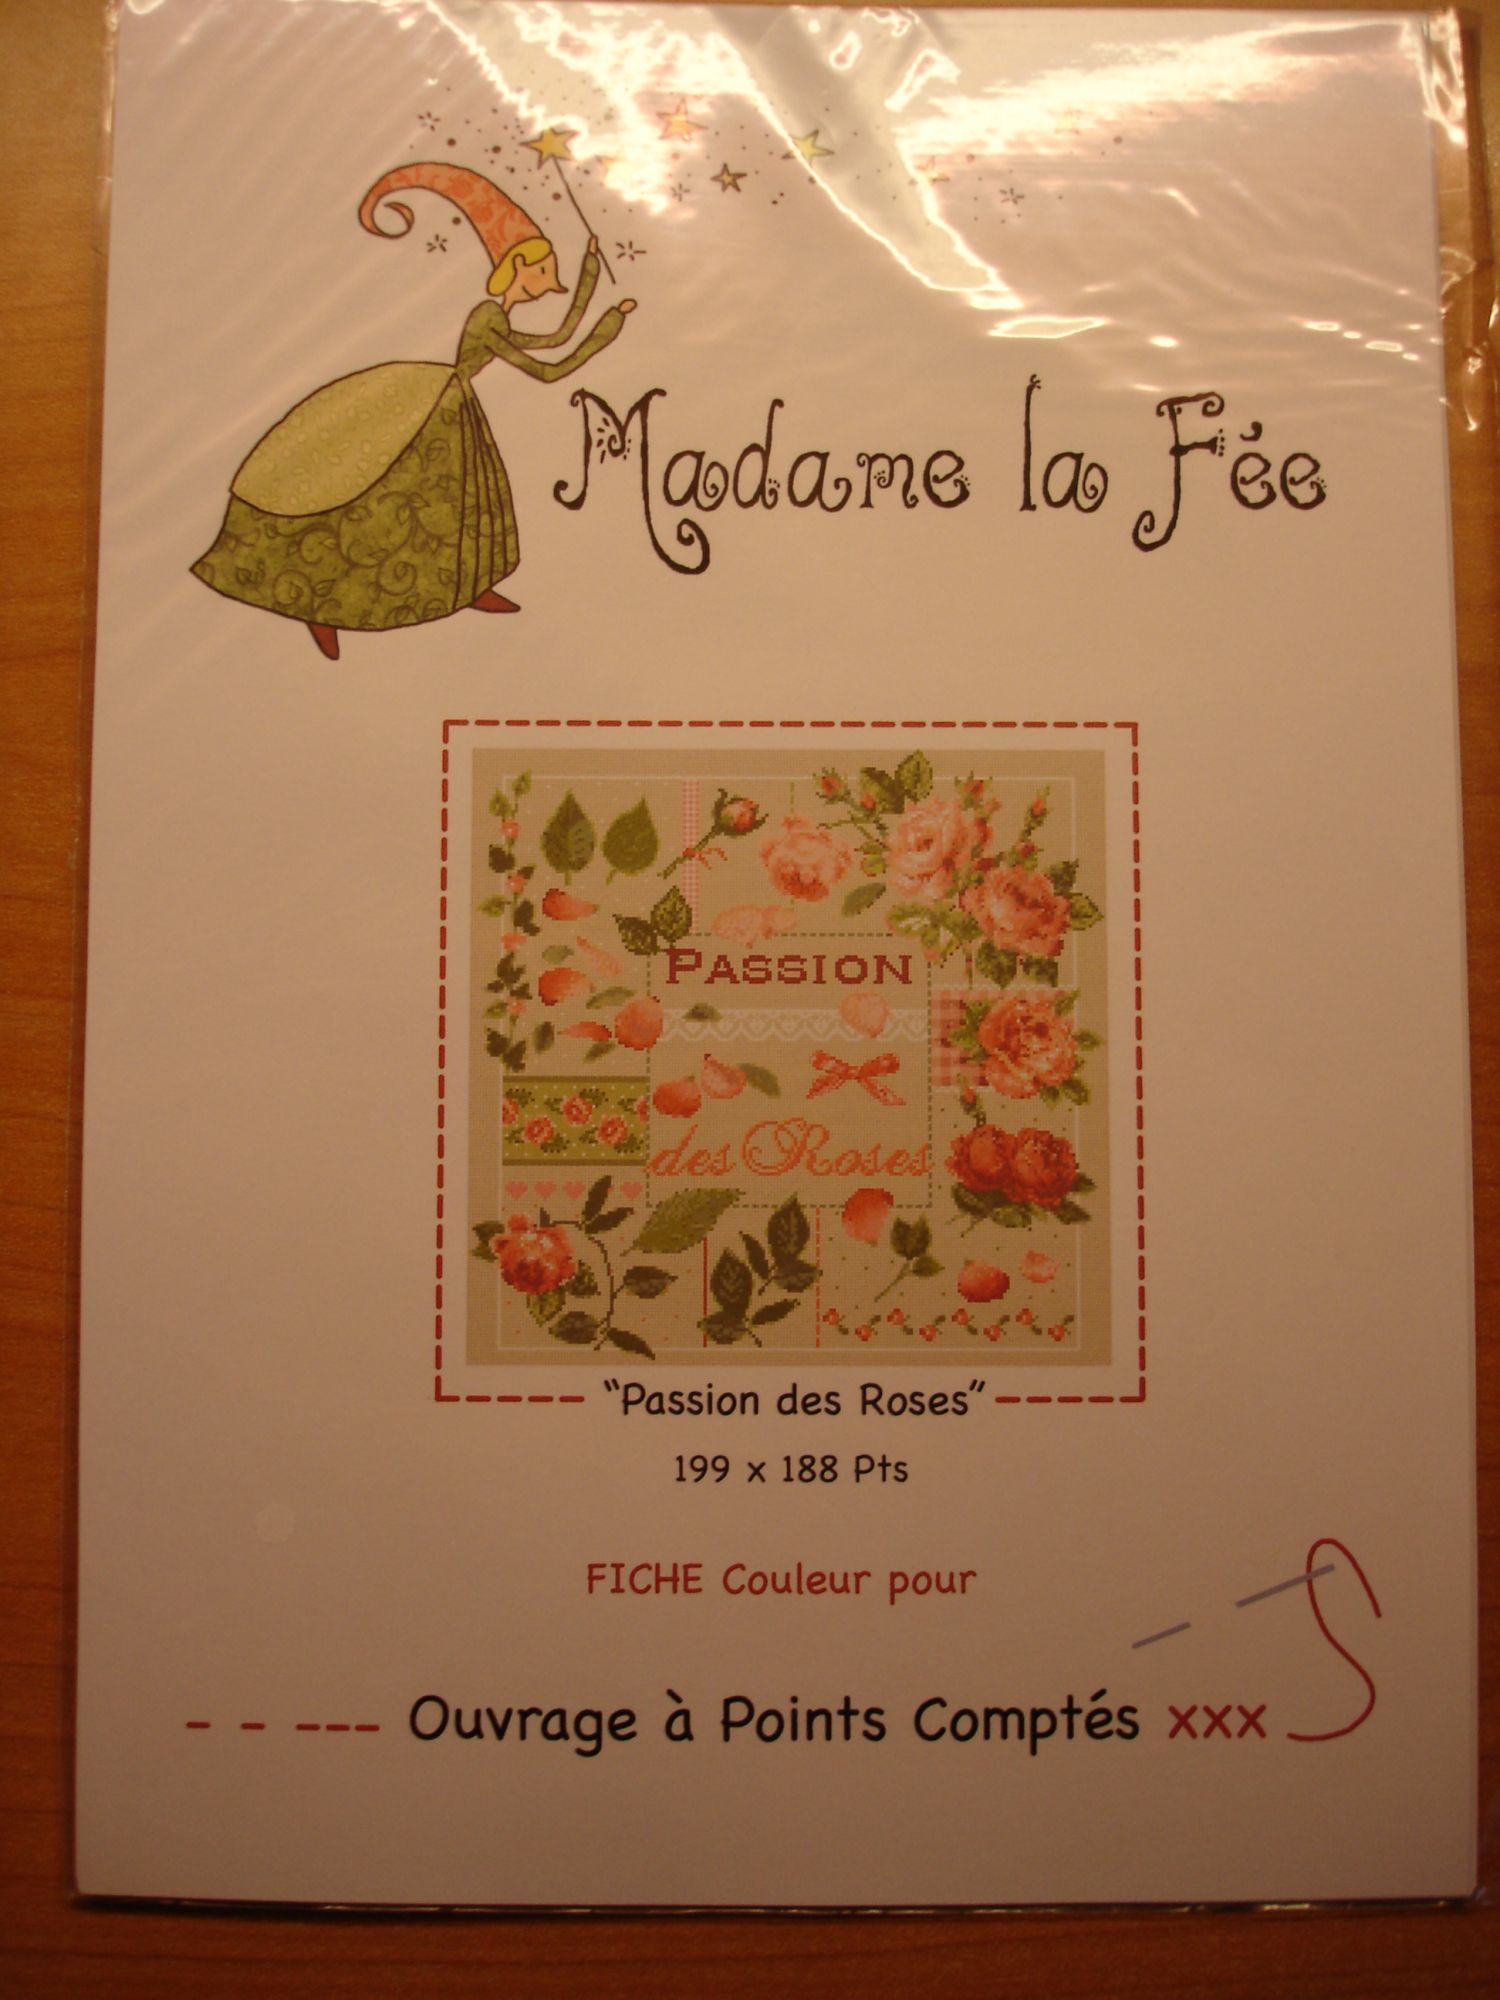 Madame la Fée
PASSION
des Roses
"Passion des Roses"
199 x 188 Pts
FICHE Couleur pour
Ouvrage à Points Comptés xxx